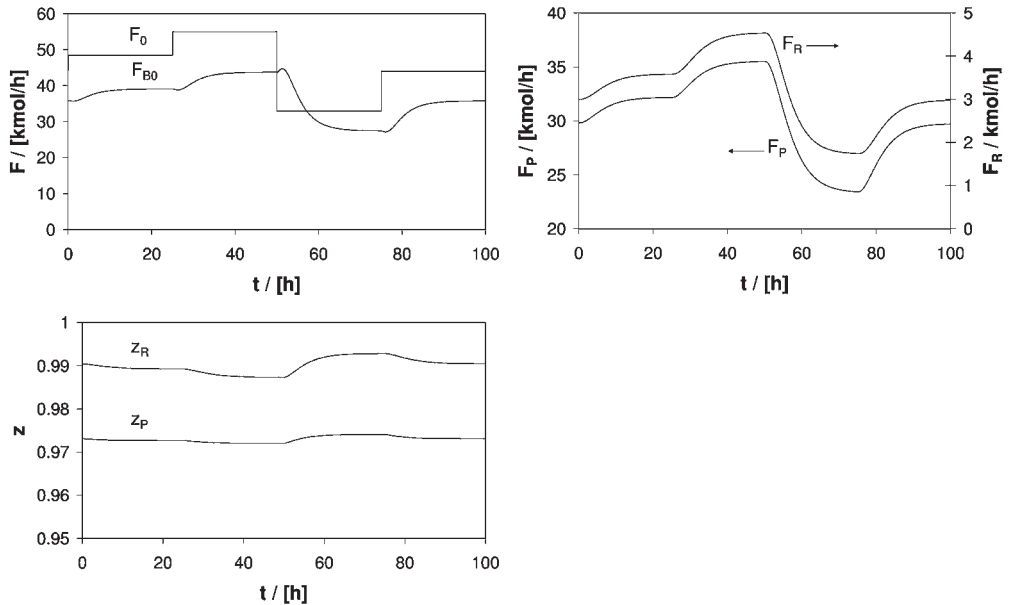 60
50
40
30
20
10
0
F / [kmol/h]
F0
FB0
0 20 40 60 80 100
t / [h]
40
35
30
25
20
FP / [kmol/h]
FR
FP
5
4
3
2
1
0
FR / kmol/h]
0 20 40 60 80 100
t / [h]
1
0.99
0.98
0.97
0.96
0.95
z
zR
zP
0 20 40 60 80 100
t / [h]